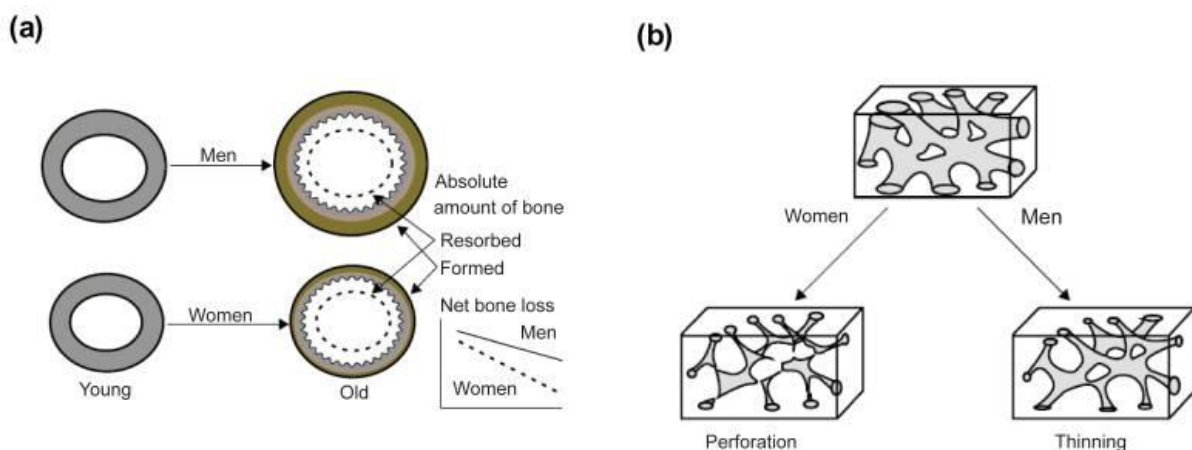 (a)
Men
Absolute
amount of bone
Resorbed
Formed
Women
Net bone loss
Men
Women
Young
Old
(b)
Women
Men
Perforation
Thinning